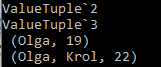 ValueTuple`2
ValueTuple`3
(Olga, 19)
(Olga, Krol, 22)